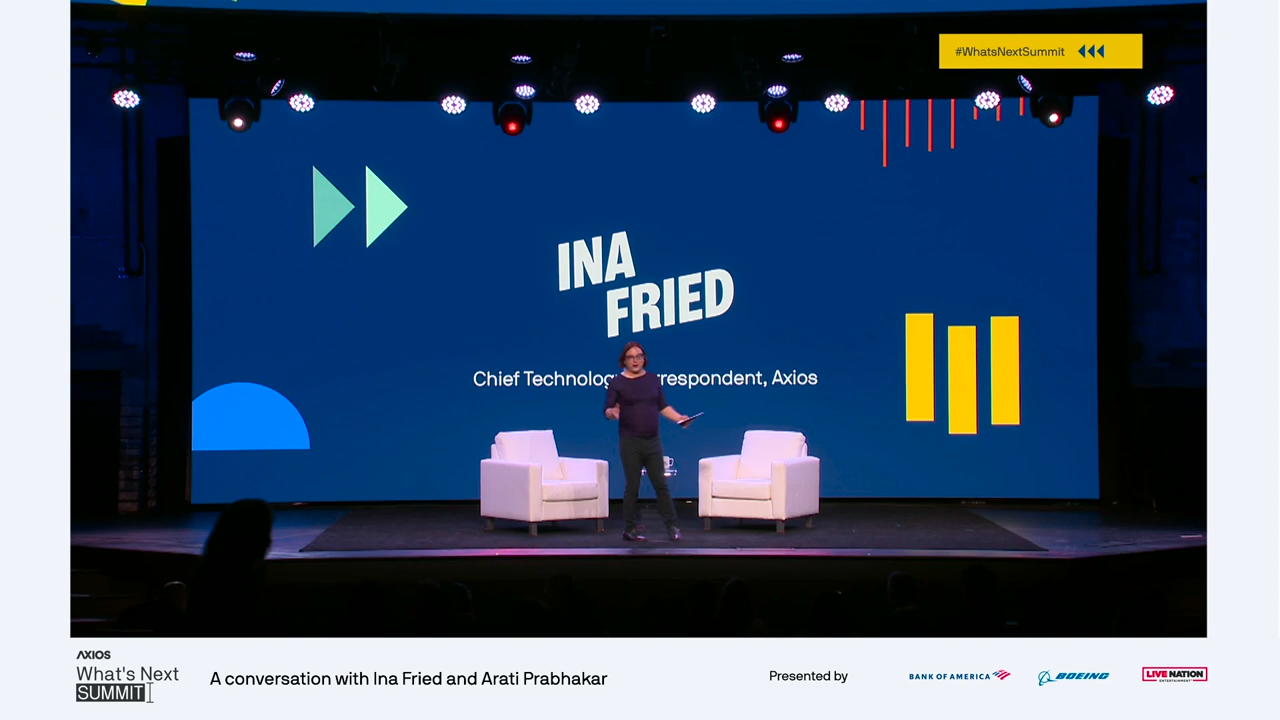 #WhatsNextSummit
INA
FRIED
Chief Technolog rrespondent, Axios
AXIOS
What's Next
SUMMIT
A conversation with Ina Fried and Arati Prabhakar
Presented by
BANK OF AMERICA
BOEING
LIVE NATION
ENTERTAINMENT